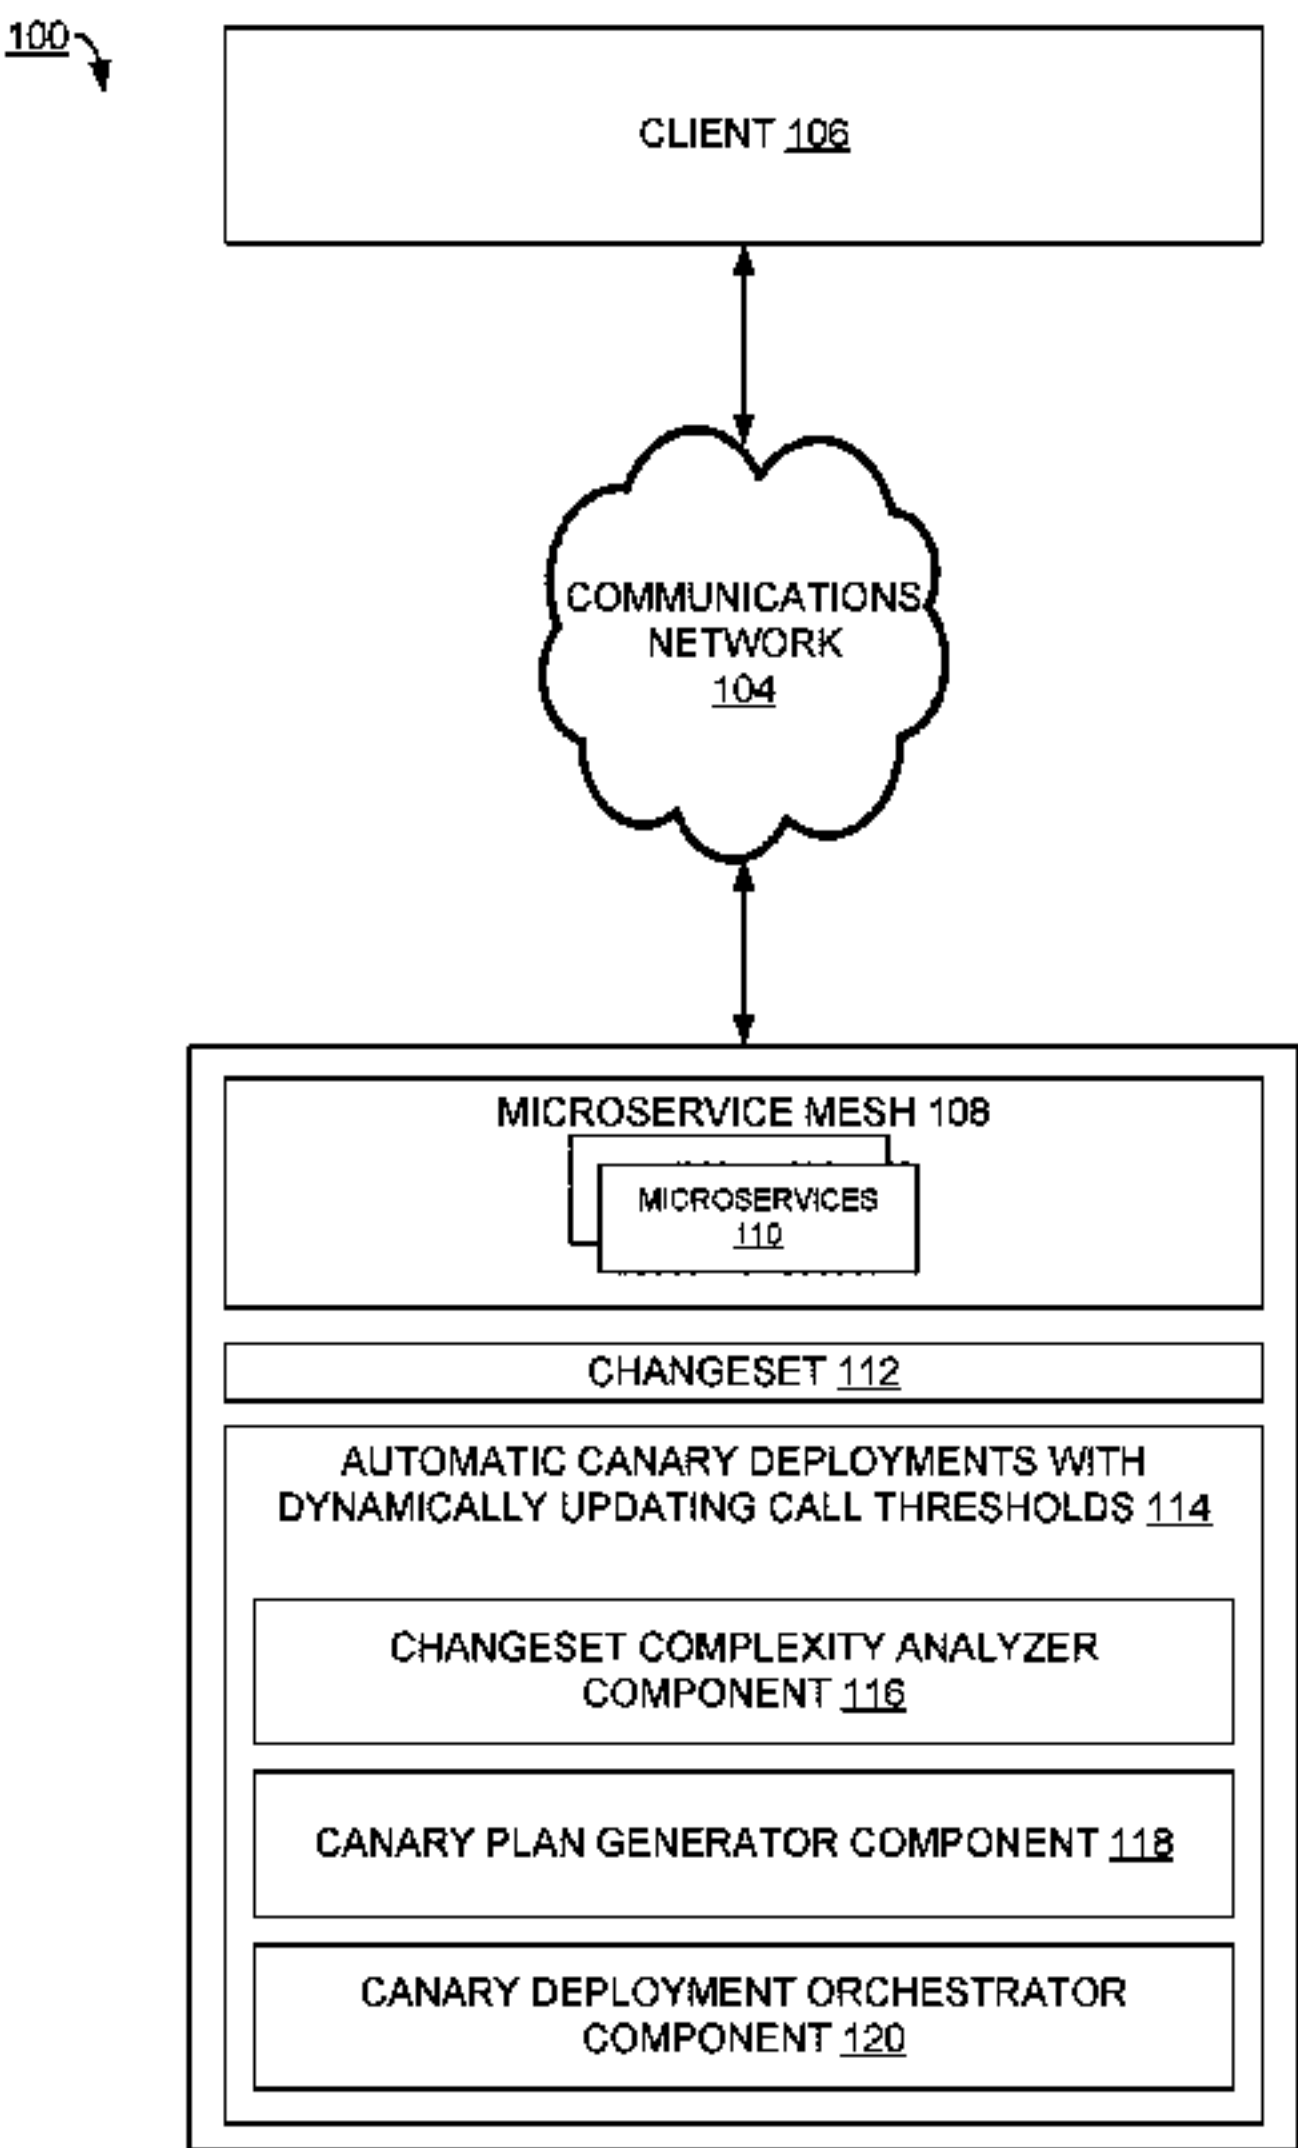 100
CLIENT 106
COMMUNICATIONS
NETWORK
104
MICROSERVICE MESH 108
MICROSERVICES
110
CHANGESET 112
AUTOMATIC CANARY DEPLOYMENTS WITH
DYNAMICALLY UPDATING CALL THRESHOLDS 114
CHANGESET COMPLEXITY ANALYZER
COMPONENT 116
CANARY PLAN GENERATOR COMPONENT 118
CANARY DEPLOYMENT ORCHESTRATOR
COMPONENT 120